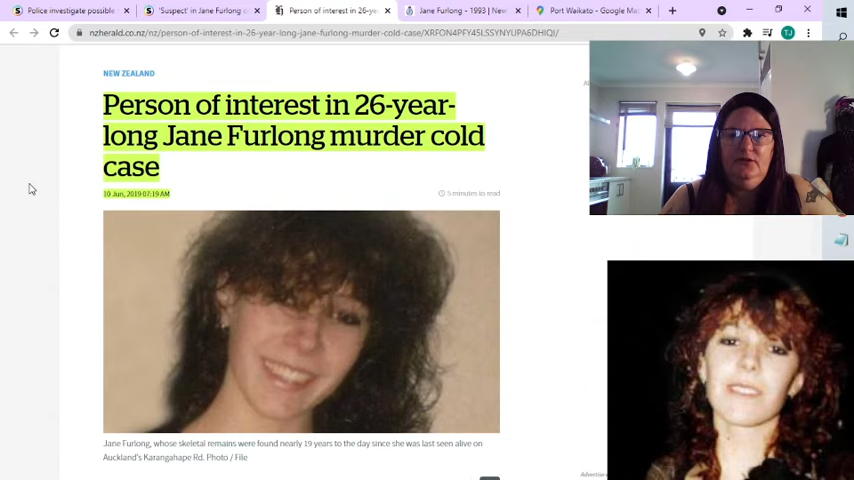 Police investigate possible
'Suspect' in Jane Furlong c
Person of interest in 26-ye
Jane Furlong - 1993 | New
Port Waikato - Google Ma
nzherald.co.nz/nz/person-of-interest-in-26-year-long-jane-furlong-murder-cold-case/XRFON4PFY45LSSYNYUPA6DHIQI/
TJ
NEW ZEALAND
Person of interest in 26-year-
long Jane Furlong murder cold
case
10 Jun, 2019 07:19 AM
5 minutes to read
Jane Furlong, whose skeletal remains were found nearly 19 years to the day since she was last seen alive on
Auckland's Karangahape Rd. Photo / File
Advertise